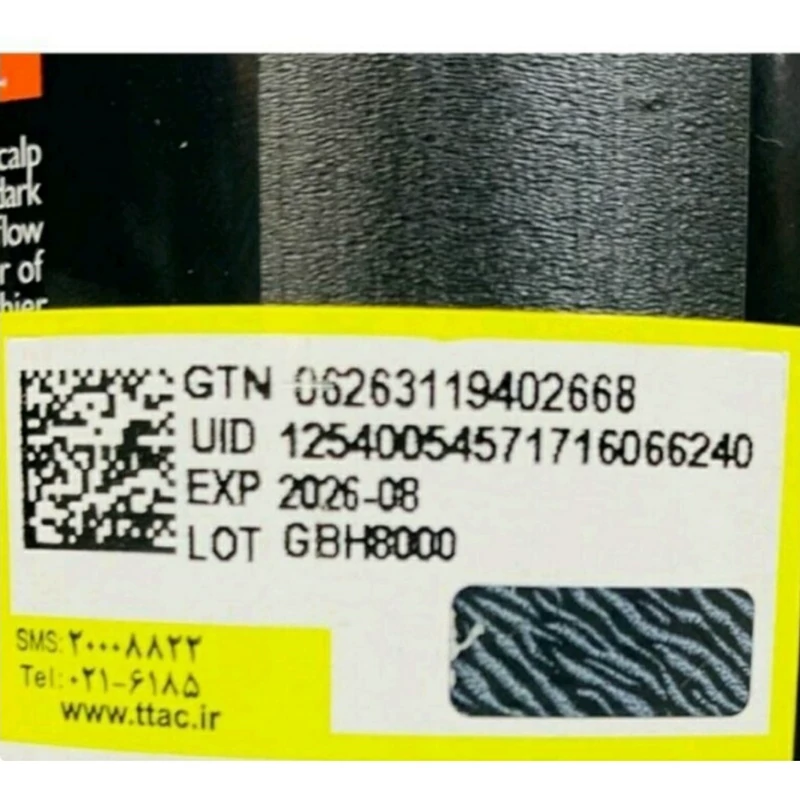 calp
dark
flow
r of
hier
GTN 06263119402668
UID 12540054571716066240
EXP 2026-08
LOT GBH8000
SMS: ۲۰۰۰۸۸۲۲
Tel: ۰۲۱-۶۱۸۵
www.ttac.ir